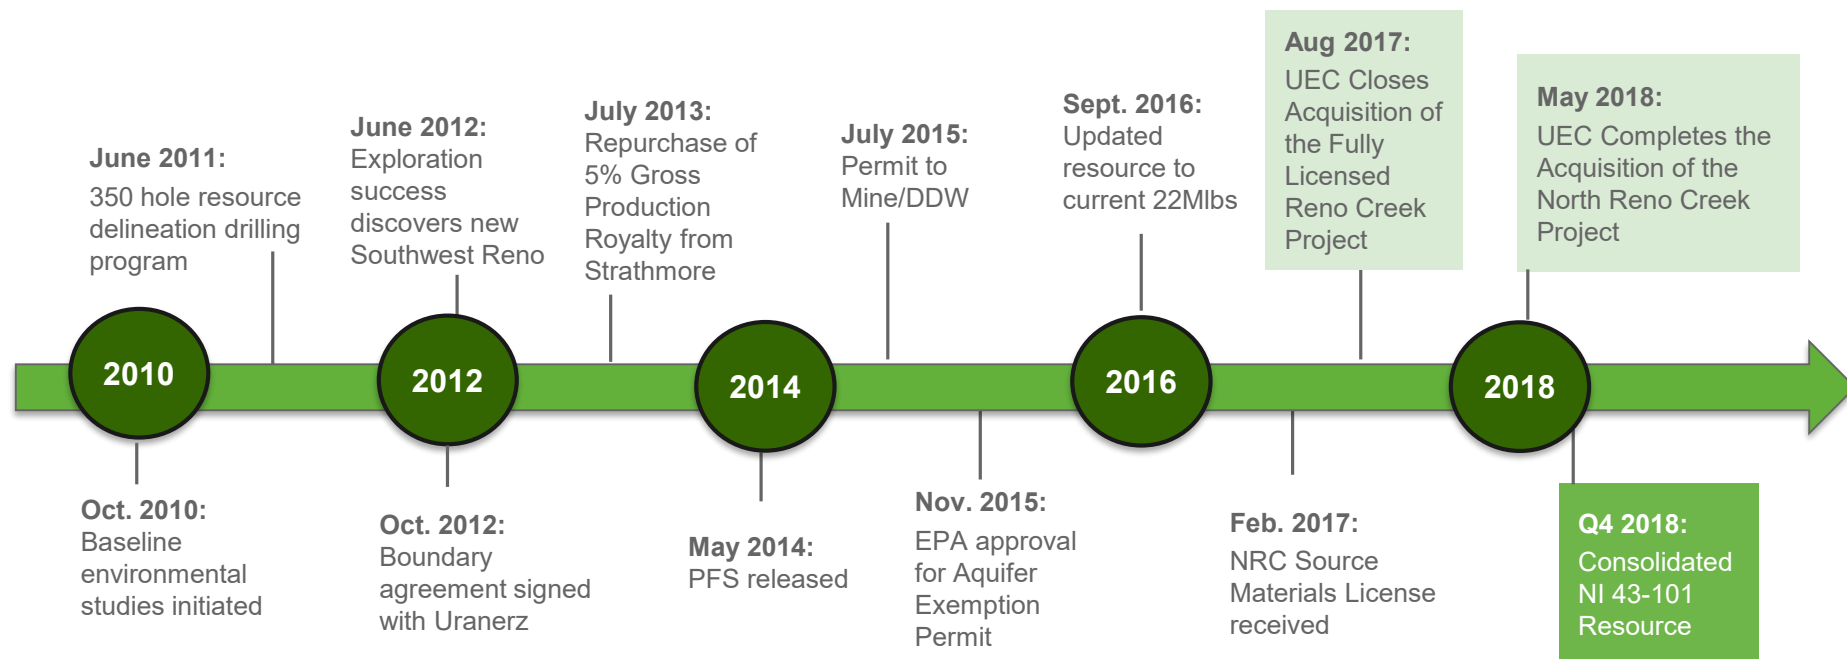 June 2011:
350 hole resource
delineation drilling
program
June 2012:
Exploration
success
discovers new
Southwest Reno
July 2013:
Repurchase of
5% Gross
Production
Royalty from
Strathmore
July 2015:
Permit to
Mine/DDW
Sept. 2016:
Updated
resource to
current 22Mlbs
Aug 2017:
UEC Closes
Acquisition of
the Fully
Licensed
Reno Creek
Project
May 2018:
UEC Completes the
Acquisition of the
North Reno Creek
Project
2010
2012
2014
2016
2018
Oct. 2010:
Baseline
environmental
studies initiated
Oct. 2012:
Boundary
agreement signed
with Uranerz
May 2014:
PFS released
Nov. 2015:
EPA approval
for Aquifer
Exemption
Permit
Feb. 2017:
NRC Source
Materials License
received
Q4 2018:
Consolidated
NI 43-101
Resource